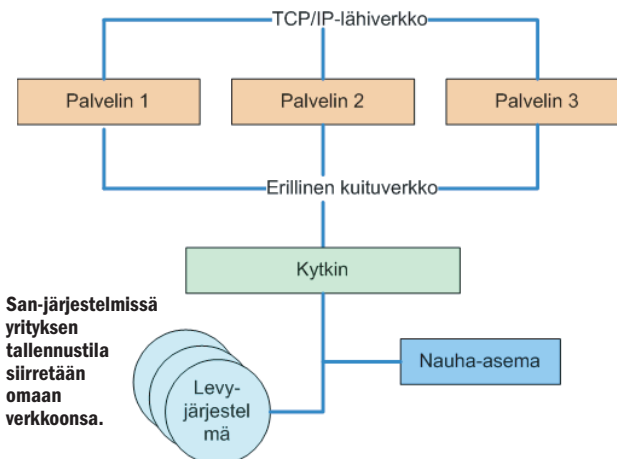 TCP/IP-lähiverkko
Palvelin 1
Palvelin 2
Palvelin 3
Erillinen kuituverkko
Kytkin
San-järjestelmissä
yrityksen
tallennustila
siirretään
omaan
verkkoonsa.
Nauha-asema
Levy-
järjestel
mä